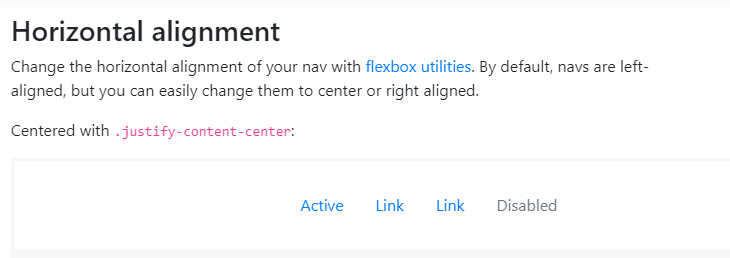 Horizontal alignment
Change the horizontal alignment of your nav with flexbox utilities. By default, navs are left-
aligned, but you can easily change them to center or right aligned.
Centered with .justify-content-center:
Active Link Link Disabled